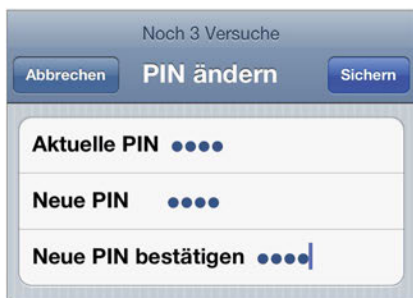 Noch 3 Versuche
Abbrechen PIN ändern Sichern
Aktuelle PIN ••••
Neue PIN ••••
Neue PIN bestätigen ••••